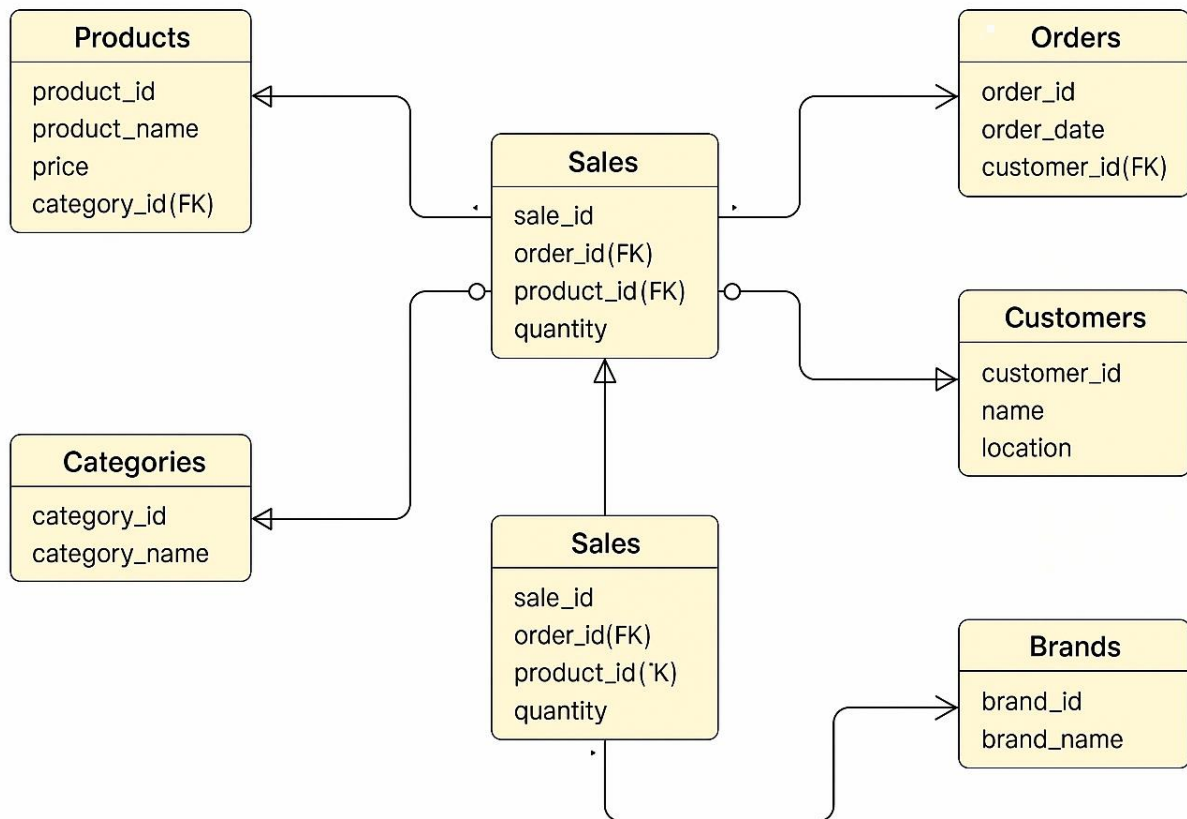 Products
product_id
product_name
price
category_id(FK)
Orders
order_id
order_date
customer_id(FK)
Sales
sale_id
order_id(FK)
product_id(FK)
quantity
Customers
customer_id
name
location
Categories
category_id
category_name
Sales
sale_id
order_id(FK)
product_id(*K)
quantity
Brands
brand_id
brand_name